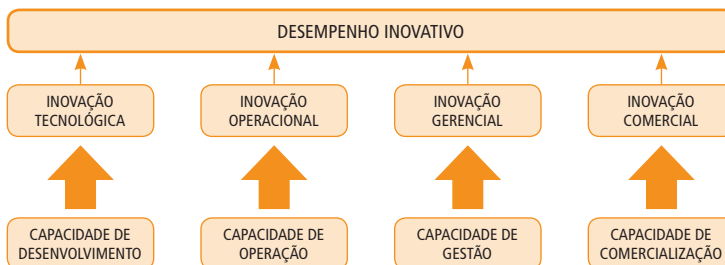 DESEMPENHO INOVATIVO
INOVAÇÃO
TECNOLÓGICA
INOVAÇÃO
OPERACIONAL
INOVAÇÃO
GERENCIAL
INOVAÇÃO
COMERCIAL
CAPACIDADE DE
DESENVOLVIMENTO
CAPACIDADE DE
OPERAÇÃO
CAPACIDADE DE
GESTÃO
CAPACIDADE DE
COMERCIALIZAÇÃO